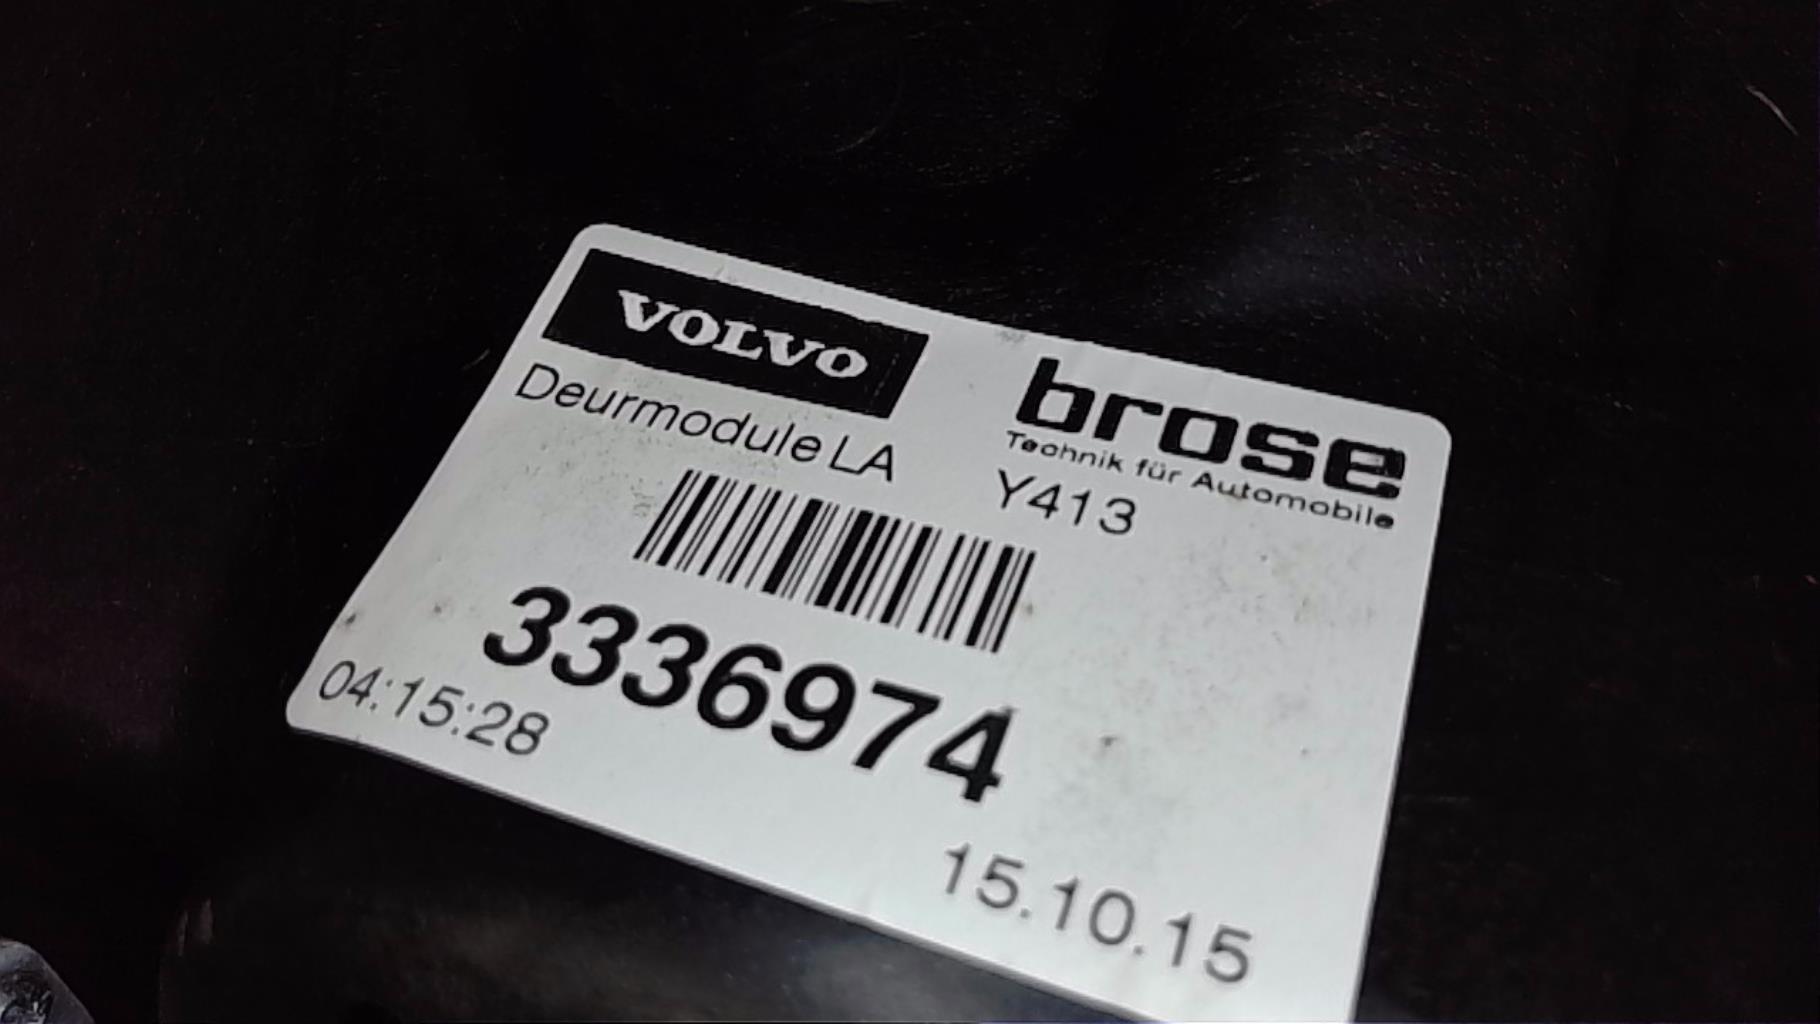 VOLVO
brose
Technik für Automobile
Deurmodule LA
Y413
3336974
04:15:28
15.10.15